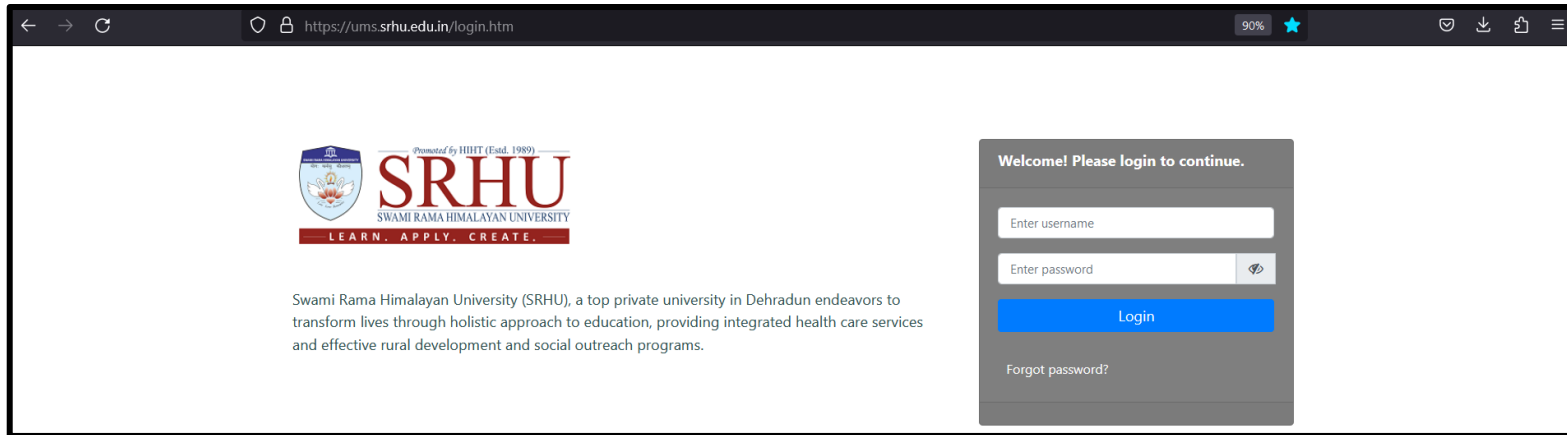 https://ums.srhu.edu.in/login.htm
90%
Promoted by HIHT (Estd. 1989)
SRHU
SWAMI RAMA HIMALAYAN UNIVERSITY
LEARN. APPLY. CREATE.
Swami Rama Himalayan University (SRHU), a top private university in Dehradun endeavors to
transform lives through holistic approach to education, providing integrated health care services
and effective rural development and social outreach programs.
Welcome! Please login to continue.
Enter username
Enter password
Login
Forgot password?